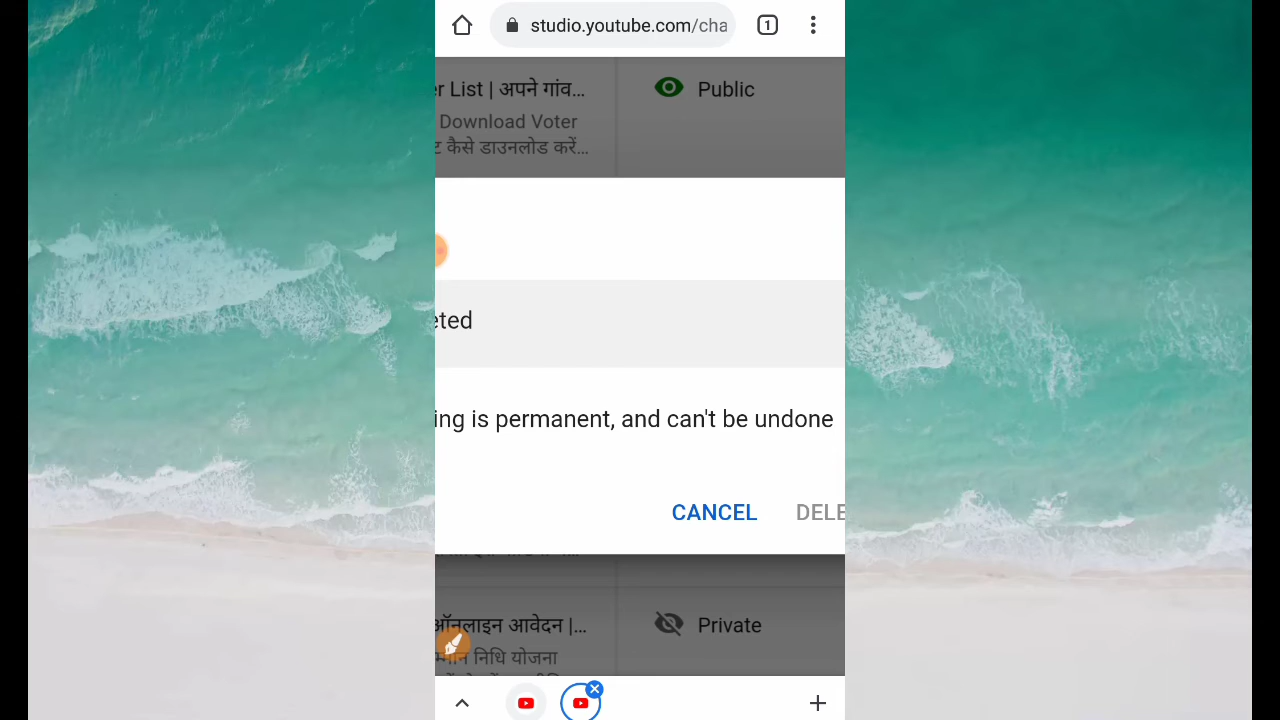 studio.youtube.com/cha
1
er List | अपने गांव...
Public
Download Voter
ट कैसे डाउनलोड करें...
eted
ing is permanent, and can't be undone
CANCEL
DELE
ऑनलाइन आवेदन |...
Private
म्मान निधि योजना